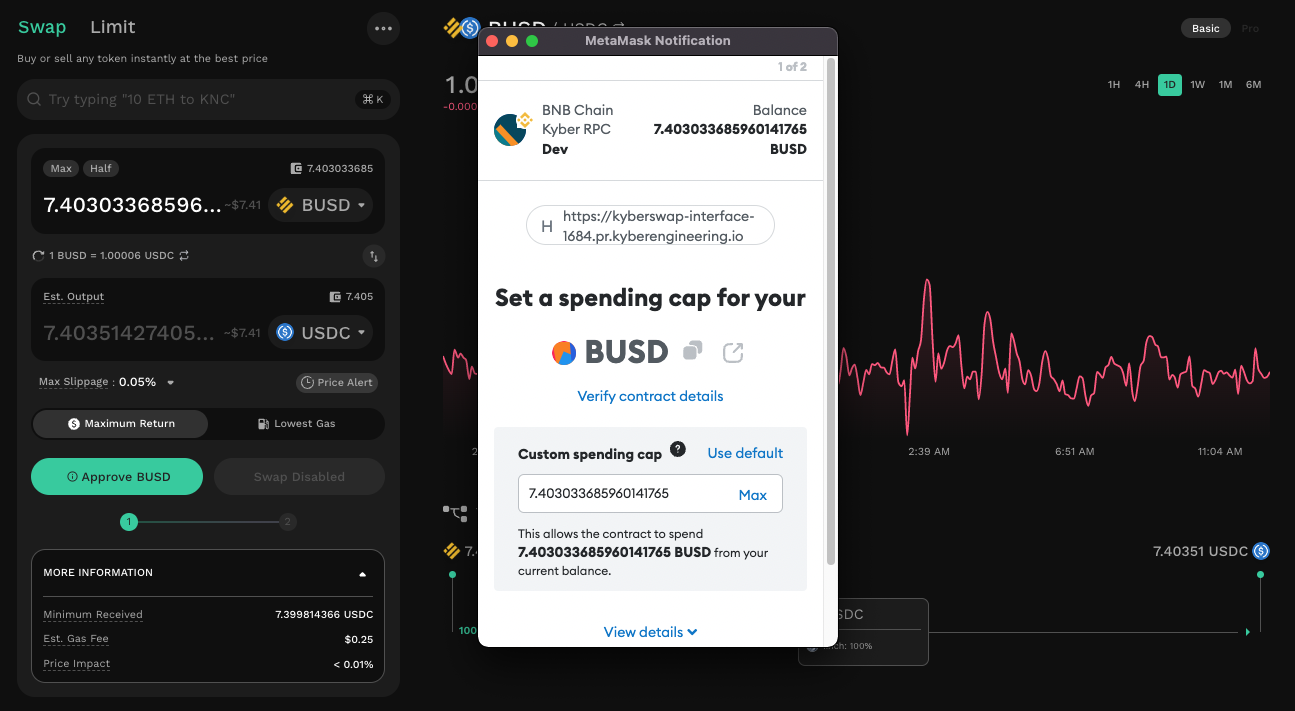 Swap Limit
Buy or sell any token instantly at the best price
Try typing "10 ETH to KNC" ⌘ K
Max Half 7.403033685
7.40303368596... ~$7.41 BUSD
1 BUSD = 1.00006 USDC
Est. Output 7.405
7.40351427405... ~$7.41 USDC
Max Slippage : 0.05% Price Alert
Maximum Return Lowest Gas
Approve BUSD Swap Disabled
1 2
MORE INFORMATION
Minimum Received 7.399814366 USDC
Est. Gas Fee $0.25
Price Impact < 0.01%
BUSD / USDC
Basic Pro
1.0
-0.000
1H 4H 1D 1W 1M 6M
MetaMask Notification
1 of 2
BNB Chain Balance
Kyber RPC 7.403033685960141765
Dev BUSD
H https://kyberswap-interface-
1684.pr.kyberengineering.io
Set a spending cap for your
BUSD
Verify contract details
Custom spending cap ? Use default
7.403033685960141765 Max
This allows the contract to spend
7.403033685960141765 BUSD from your
current balance.
View details
2:39 AM 6:51 AM 11:04 AM
7.40351 USDC
100
100%